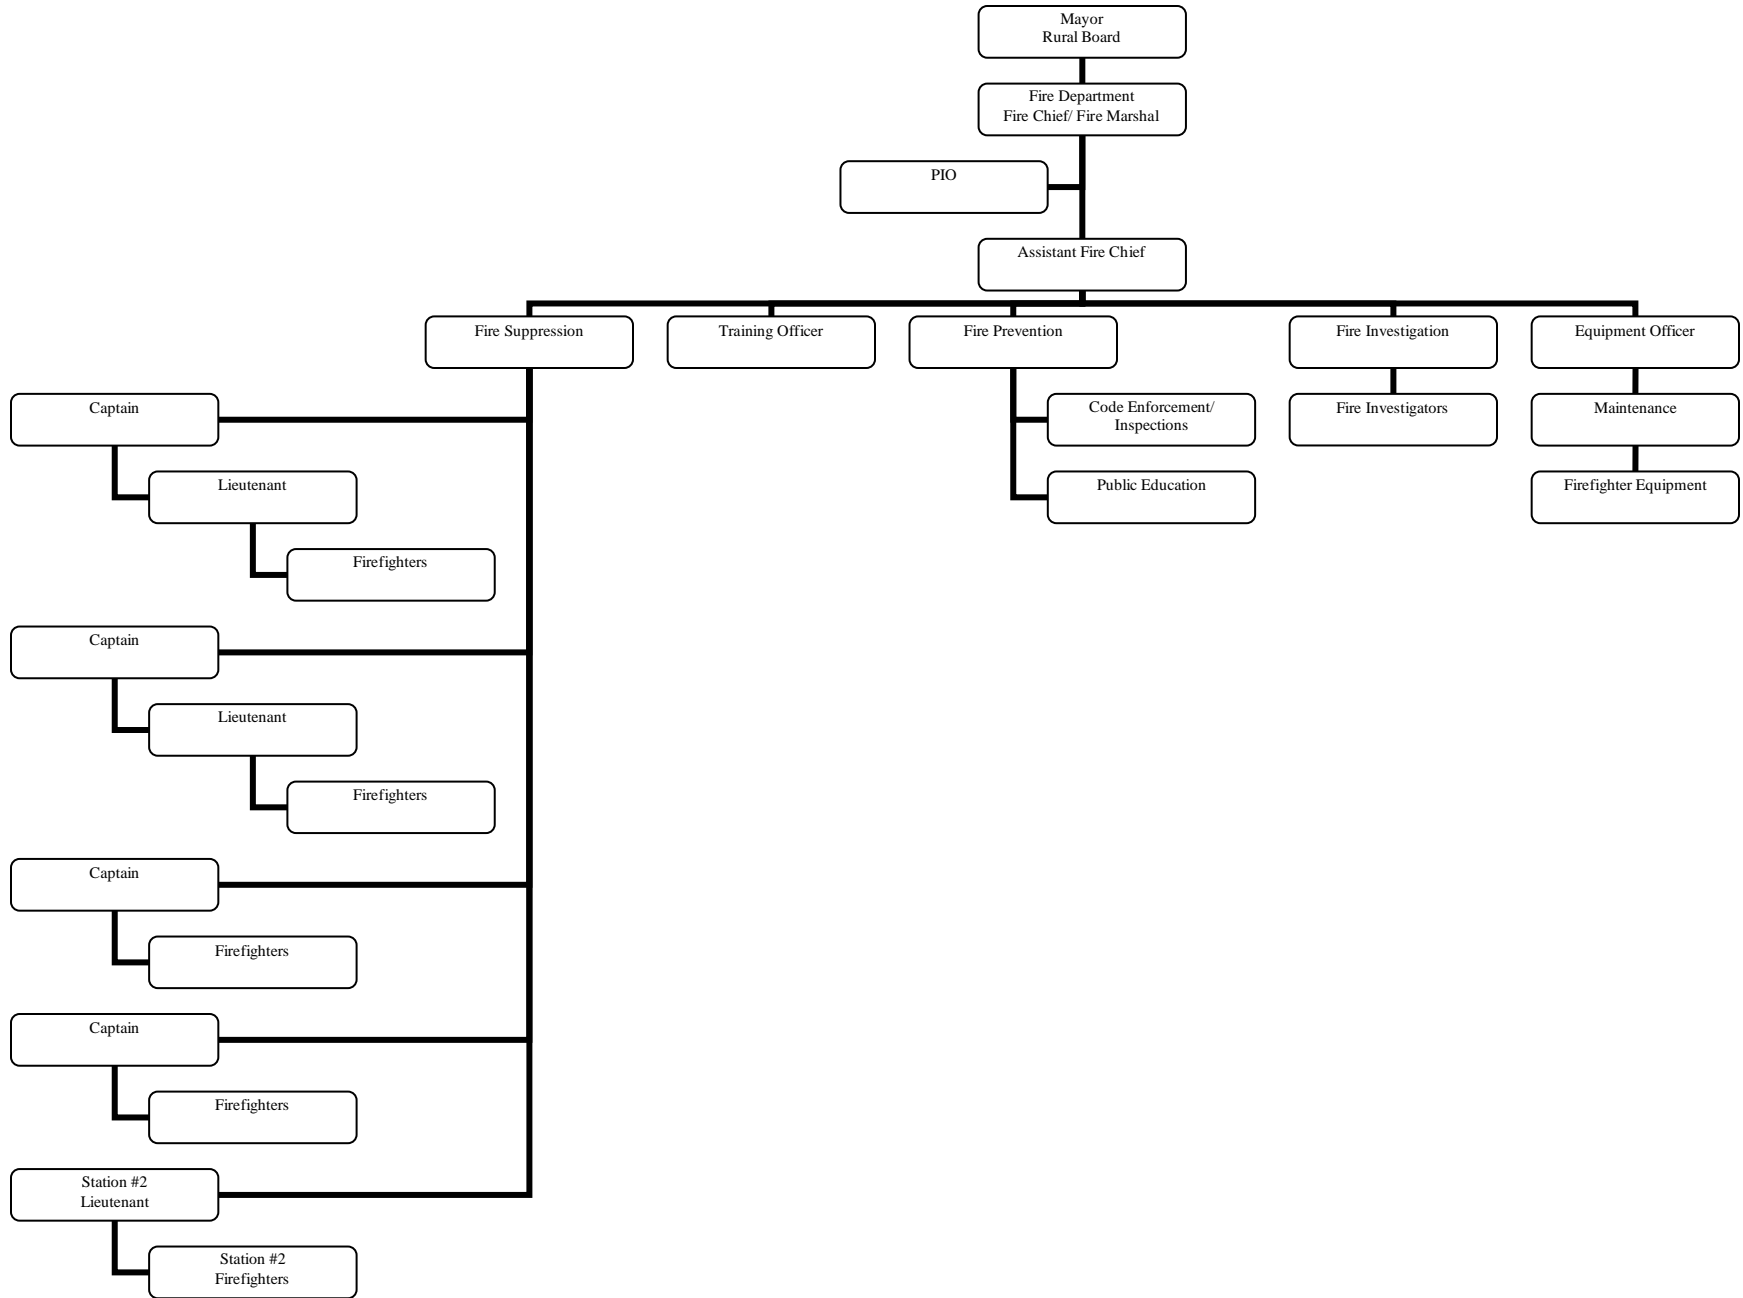 Mayor
Rural Board
Fire Department
Fire Chief/ Fire Marshal
PIO
Assistant Fire Chief
Fire Suppression
Training Officer
Fire Prevention
Fire Investigation
Equipment Officer
Captain
Code Enforcement/
Inspections
Fire Investigators
Maintenance
Lieutenant
Public Education
Firefighter Equipment
Firefighters
Captain
Lieutenant
Firefighters
Captain
Firefighters
Captain
Firefighters
Station #2
Lieutenant
Station #2
Firefighters